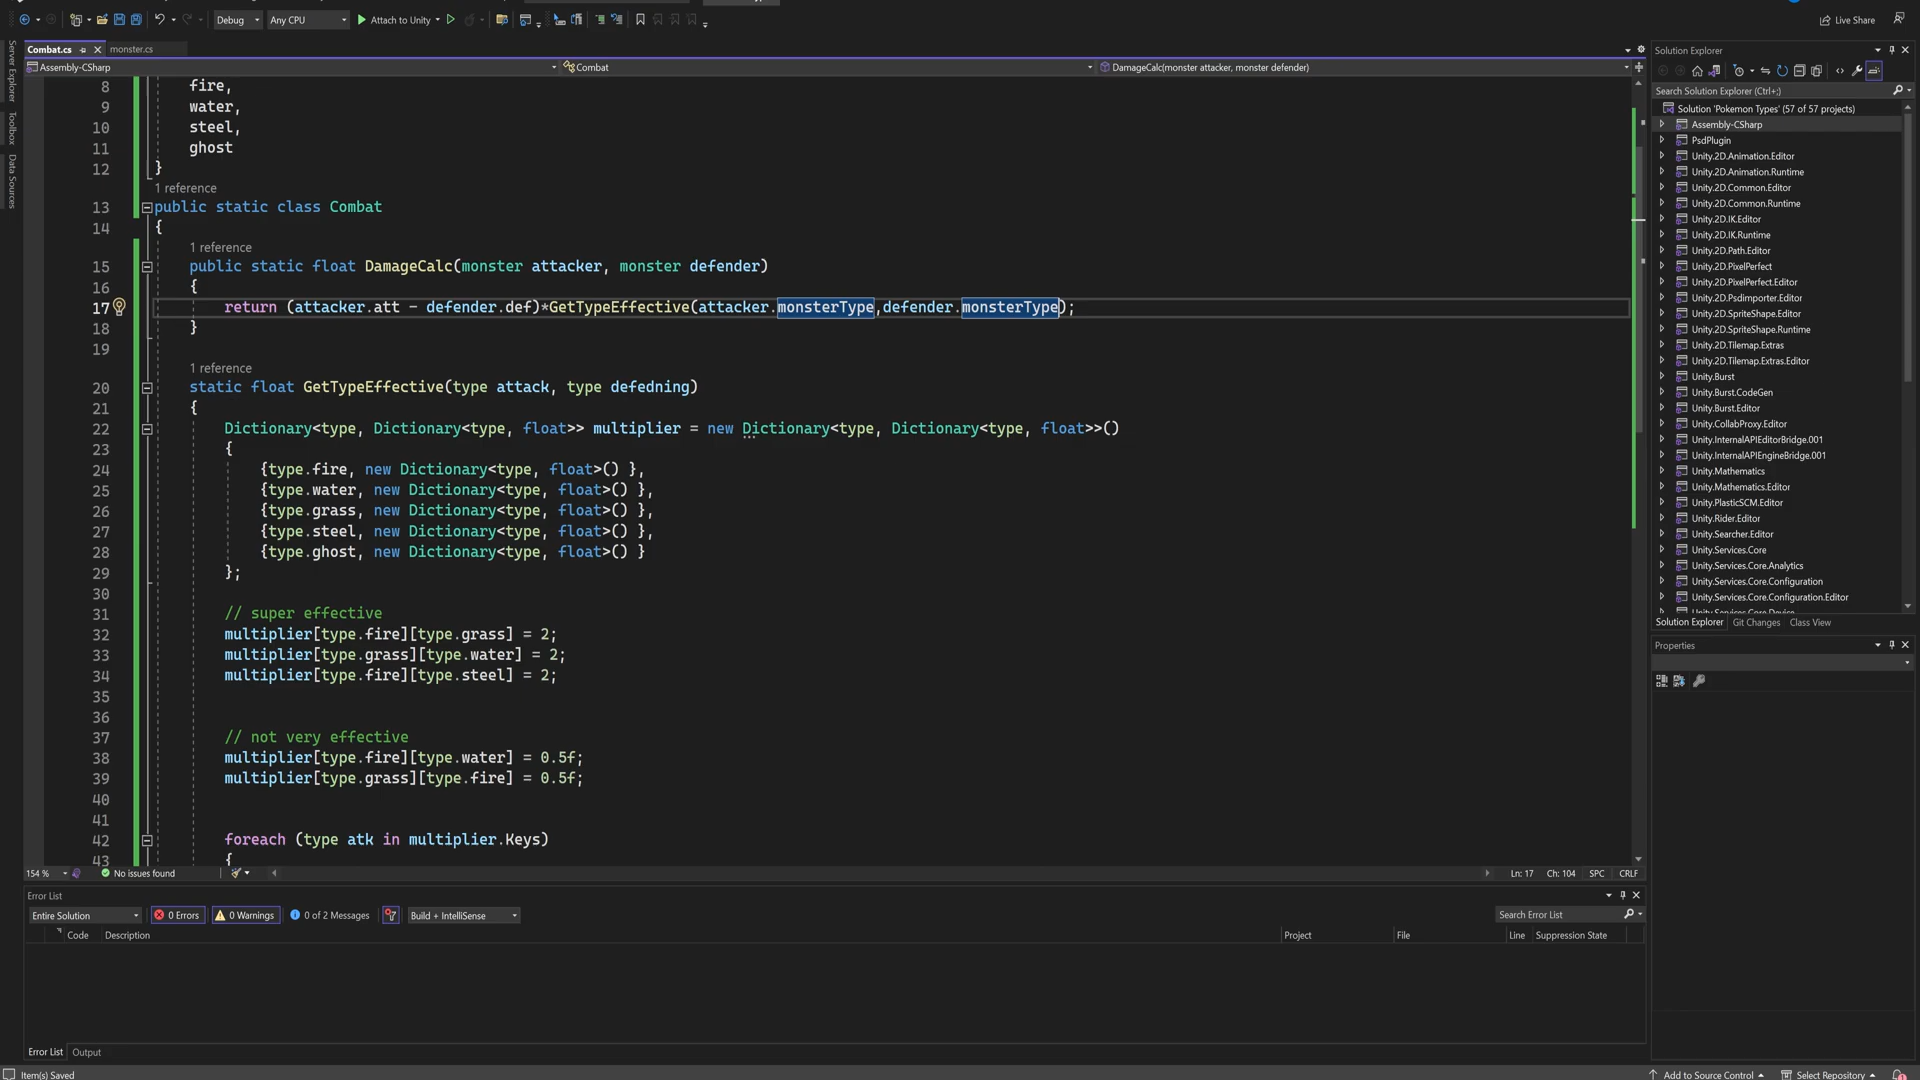 Debug
Any CPU
Attach to Unity
Live Share
Combat.cs
monster.cs
Assembly-CSharp
Combat
DamageCalc(monster attacker, monster defender)
Server Explorer
Toolbox
Data Sources
8 fire,
9 water,
10 steel,
11 ghost
12 }
1 reference
13 public static class Combat
14 {
1 reference
15 public static float DamageCalc(monster attacker, monster defender)
16 {
17 return (attacker.att - defender.def)*GetTypeEffective(attacker.monsterType,defender.monsterType);
18 }
19
1 reference
20 static float GetTypeEffective(type attack, type defedning)
21 {
22 Dictionary<type, Dictionary<type, float>> multiplier = new Dictionary<type, Dictionary<type, float>>()
23 {
24 {type.fire, new Dictionary<type, float>() },
25 {type.water, new Dictionary<type, float>() },
26 {type.grass, new Dictionary<type, float>() },
27 {type.steel, new Dictionary<type, float>() },
28 {type.ghost, new Dictionary<type, float>() }
29 };
30
31 // super effective
32 multiplier[type.fire][type.grass] = 2;
33 multiplier[type.grass][type.water] = 2;
34 multiplier[type.fire][type.steel] = 2;
35
36
37 // not very effective
38 multiplier[type.fire][type.water] = 0.5f;
39 multiplier[type.grass][type.fire] = 0.5f;
40
41
42 foreach (type atk in multiplier.Keys)
43 {
154 %
No issues found
Ln: 17
Ch: 104
SPC
CRLF
Error List
Entire Solution
0 Errors
0 Warnings
0 of 2 Messages
Build + IntelliSense
Search Error List
Code
Description
Project
File
Line
Suppression State
Error List
Output
Item(s) Saved
Add to Source Control
Select Repository
Solution Explorer
Search Solution Explorer (Ctrl+;)
Solution 'Pokemon Types' (57 of 57 projects)
Assembly-CSharp
PsdPlugin
Unity.2D.Animation.Editor
Unity.2D.Animation.Runtime
Unity.2D.Common.Editor
Unity.2D.Common.Runtime
Unity.2D.IK.Editor
Unity.2D.IK.Runtime
Unity.2D.Path.Editor
Unity.2D.PixelPerfect
Unity.2D.PixelPerfect.Editor
Unity.2D.Psdimporter.Editor
Unity.2D.SpriteShape.Editor
Unity.2D.SpriteShape.Runtime
Unity.2D.Tilemap.Extras
Unity.2D.Tilemap.Extras.Editor
Unity.Burst
Unity.Burst.CodeGen
Unity.Burst.Editor
Unity.CollabProxy.Editor
Unity.InternalAPIEditorBridge.001
Unity.InternalAPIEngineBridge.001
Unity.Mathematics
Unity.Mathematics.Editor
Unity.PlasticSCM.Editor
Unity.Rider.Editor
Unity.Searcher.Editor
Unity.Services.Core
Unity.Services.Core.Analytics
Unity.Services.Core.Configuration
Unity.Services.Core.Configuration.Editor
Unity.Services.Core.Device
Solution Explorer
Git Changes
Class View
Properties